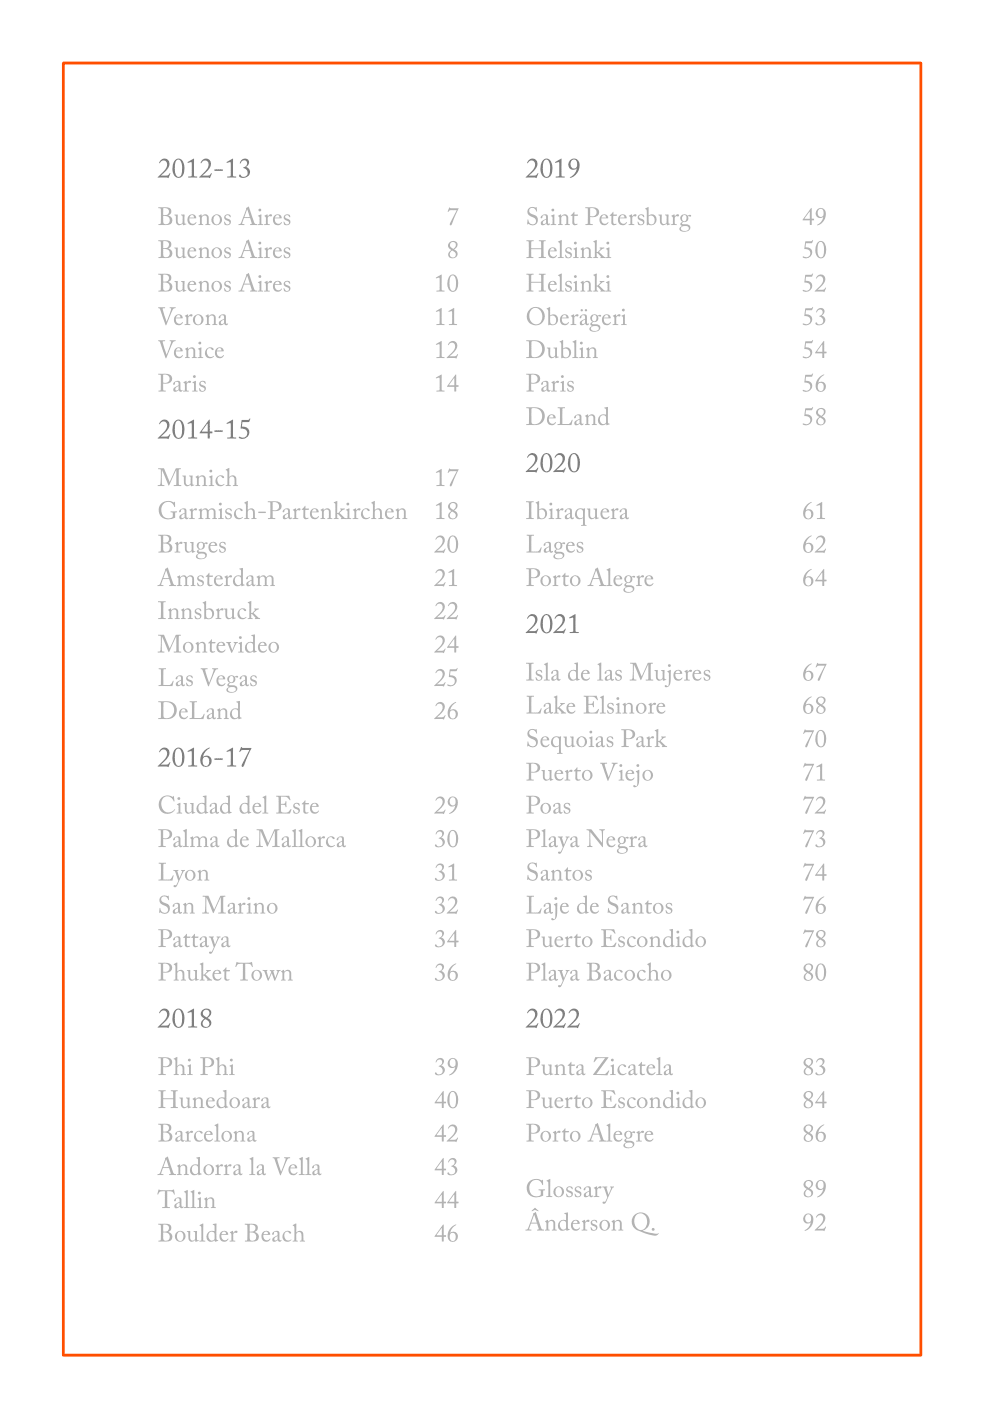 2012-13
Buenos Aires 7
Buenos Aires 8
Buenos Aires 10
Verona 11
Venice 12
Paris 14
2014-15
Munich 17
Garmisch-Partenkirchen 18
Bruges 20
Amsterdam 21
Innsbruck 22
Montevideo 24
Las Vegas 25
DeLand 26
2016-17
Ciudad del Este 29
Palma de Mallorca 30
Lyon 31
San Marino 32
Pattaya 34
Phuket Town 36
2018
Phi Phi 39
Hunedoara 40
Barcelona 42
Andorra la Vella 43
Tallin 44
Boulder Beach 46
2019
Saint Petersburg 49
Helsinki 50
Helsinki 52
Oberägeri 53
Dublin 54
Paris 56
DeLand 58
2020
Ibiraquera 61
Lages 62
Porto Alegre 64
2021
Isla de las Mujeres 67
Lake Elsinore 68
Sequoias Park 70
Puerto Viejo 71
Poas 72
Playa Negra 73
Santos 74
Laje de Santos 76
Puerto Escondido 78
Playa Bacocho 80
2022
Punta Zicatela 83
Puerto Escondido 84
Porto Alegre 86
Glossary 89
Ânderson Q. 92